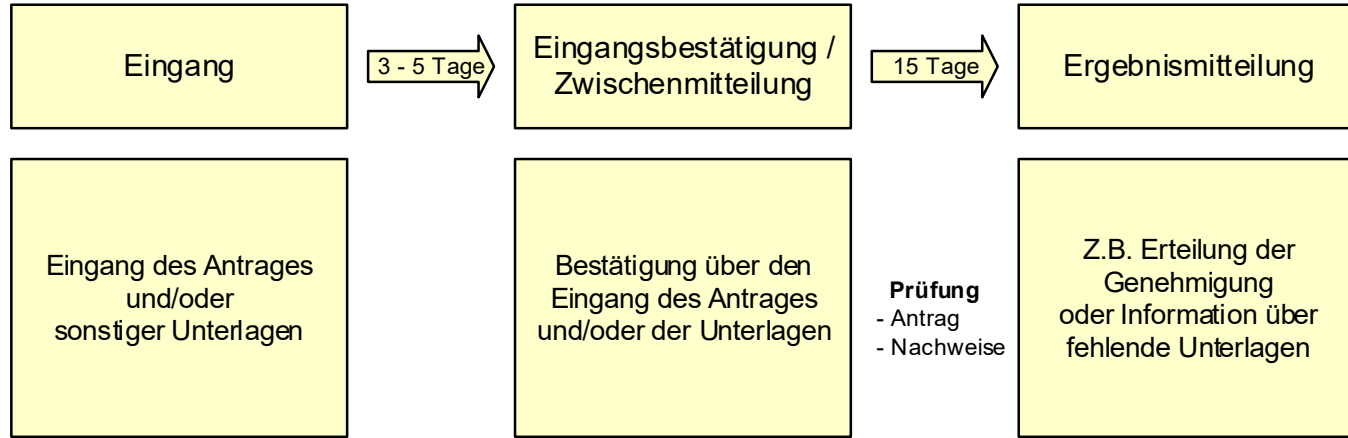 Eingang
3 - 5 Tage
Eingangsbestätigung /
Zwischenmitteilung
15 Tage
Ergebnismitteilung
Eingang des Antrages
und/oder
sonstiger Unterlagen
Bestätigung über den
Eingang des Antrages
und/oder der Unterlagen
Prüfung
- Antrag
- Nachweise
Z.B. Erteilung der
Genehmigung
oder Information über
fehlende Unterlagen